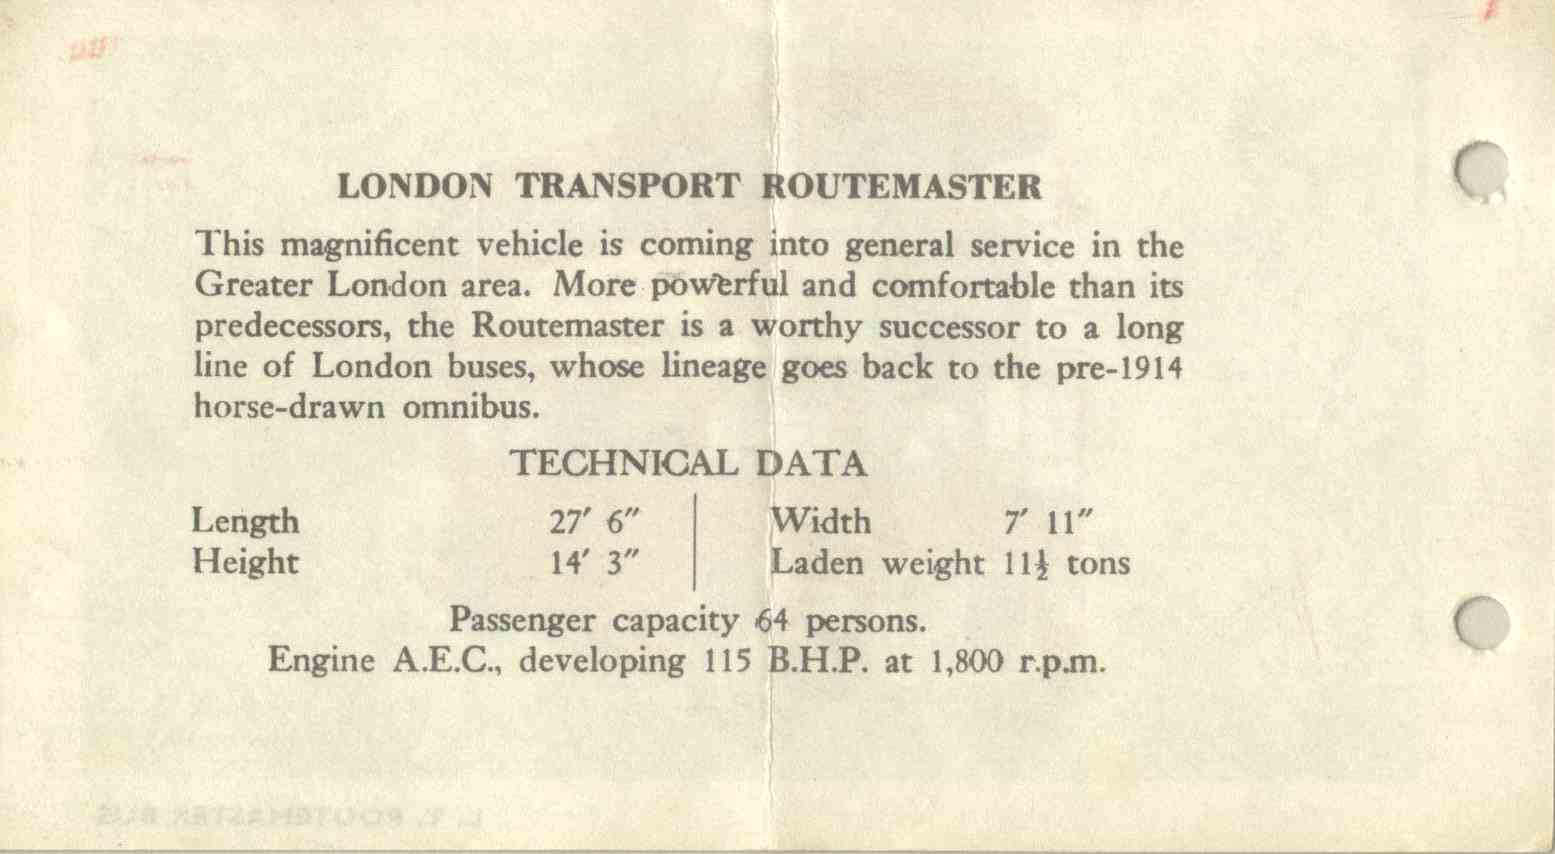 LONDON TRANSPORT ROUTEMASTER
This magnificent vehicle is coming into general service in the
Greater London area. More powerful and comfortable than its
predecessors, the Routemaster is a worthy successor to a long
line of London buses, whose lineage goes back to the pre-1914
horse-drawn omnibus.
TECHNICAL DATA
Length 27′ 6″ Width 7′ 11″
Height 14′ 3″ Laden weight 11½ tons
Passenger capacity 64 persons.
Engine A.E.C., developing 115 B.H.P. at 1,800 r.p.m.
L. T. ROUTEMASTER BUS